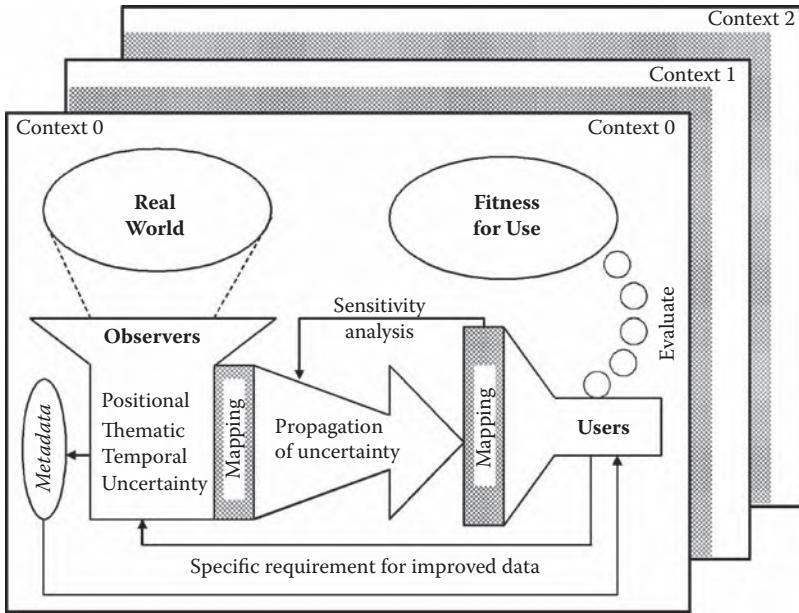 Context 2
Context 1
Context 0
Context 0
Real
World
Fitness
for Use
Sensitivity
analysis
Evaluate
Observers
Positional
Thematic
Temporal
Uncertainty
Metadata
Mapping
Propagation
of uncertainty
Mapping
Users
Specific requirement for improved data